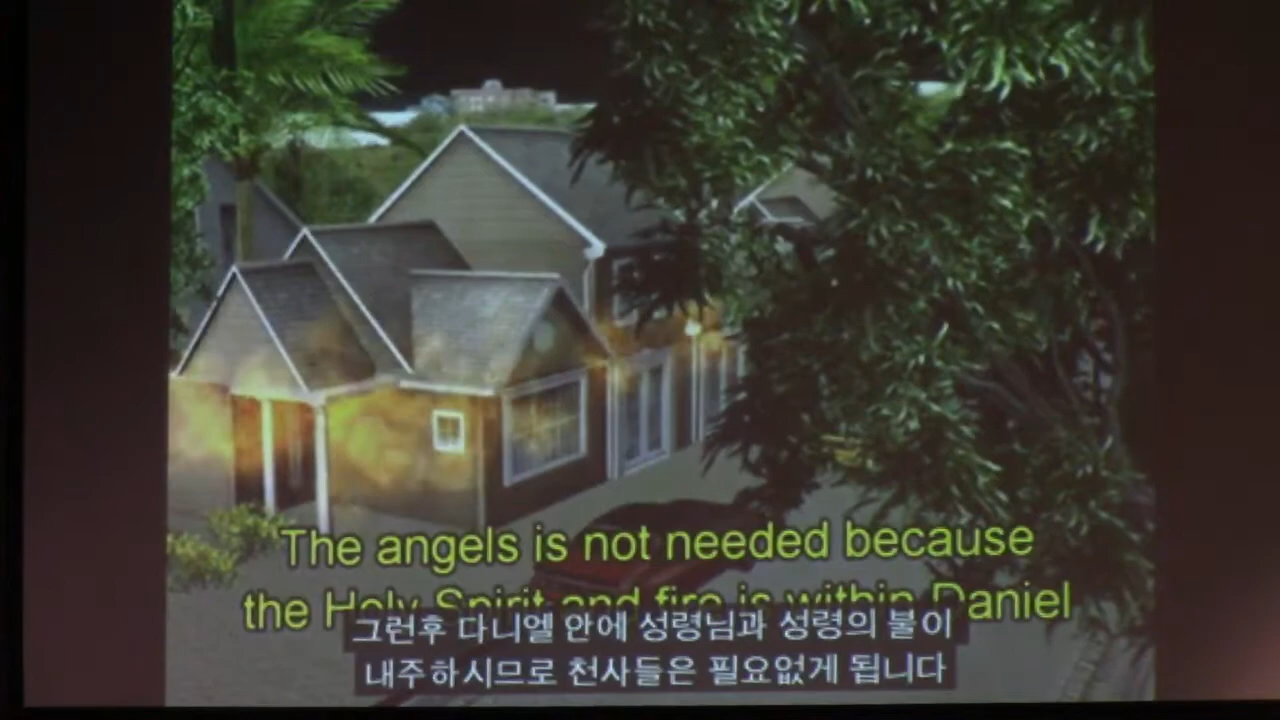 The angels is not needed because
the Holy Spirit and fire is within Daniel
그런후 다니엘 안에 성령님과 성령의 불이
내주하시므로 천사들은 필요없게 됩니다